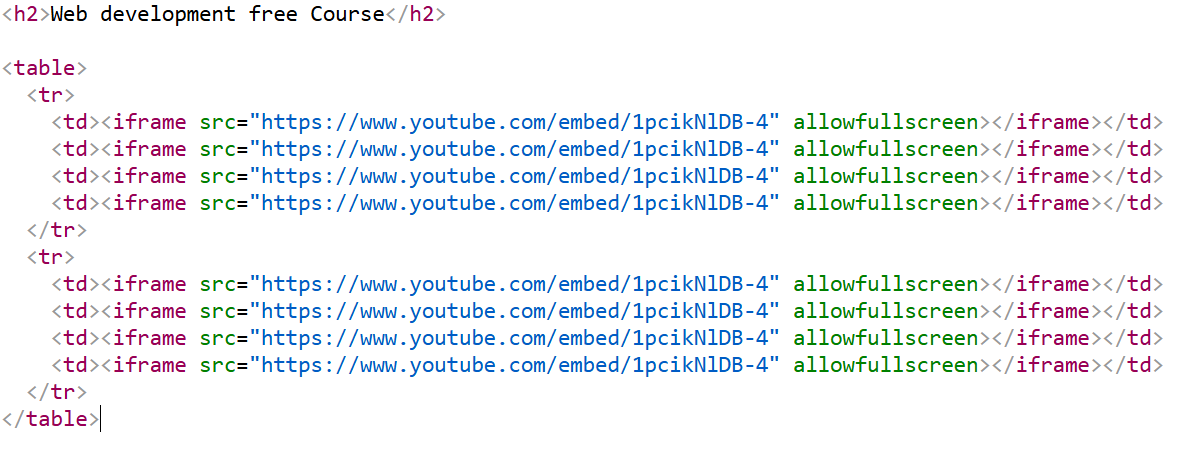 <h2>Web development free Course</h2>
<table>
<tr>
<td><iframe src="https://www.youtube.com/embed/1pcikNlDB-4" allowfullscreen></iframe></td>
<td><iframe src="https://www.youtube.com/embed/1pcikNlDB-4" allowfullscreen></iframe></td>
<td><iframe src="https://www.youtube.com/embed/1pcikNlDB-4" allowfullscreen></iframe></td>
<td><iframe src="https://www.youtube.com/embed/1pcikNlDB-4" allowfullscreen></iframe></td>
</tr>
<tr>
<td><iframe src="https://www.youtube.com/embed/1pcikNlDB-4" allowfullscreen></iframe></td>
<td><iframe src="https://www.youtube.com/embed/1pcikNlDB-4" allowfullscreen></iframe></td>
<td><iframe src="https://www.youtube.com/embed/1pcikNlDB-4" allowfullscreen></iframe></td>
<td><iframe src="https://www.youtube.com/embed/1pcikNlDB-4" allowfullscreen></iframe></td>
</tr>
</table>